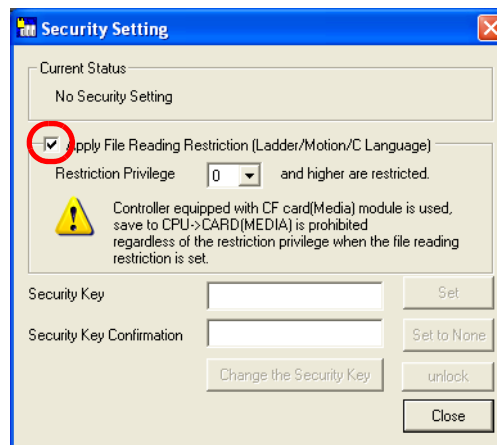 Security Setting
Current Status
No Security Setting
Apply File Reading Restriction (Ladder/Motion/C Language)
Restriction Privilege 0 and higher are restricted.
Controller equipped with CF card(Media) module is used,
save to CPU->CARD(MEDIA) is prohibited
regardless of the restriction privilege when the file reading
restriction is set.
Security Key Set
Security Key Confirmation Set to None
Change the Security Key unlock
Close